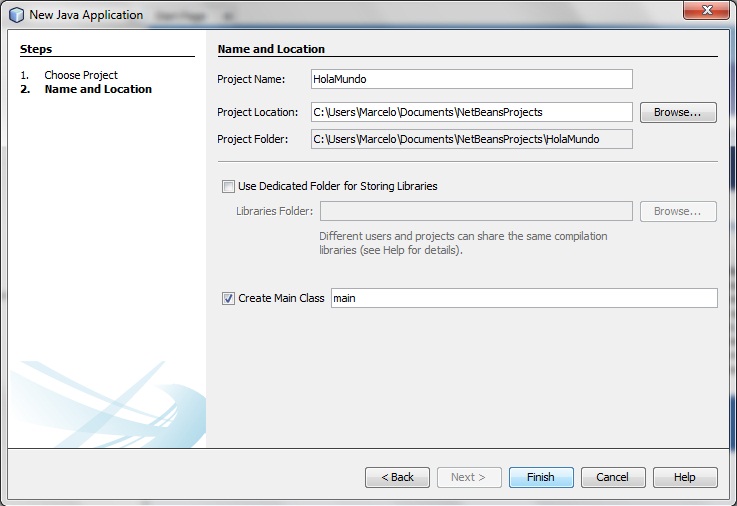 New Java Application
Start Page
Steps
1. Choose Project
2. Name and Location
Name and Location
Project Name: HolaMundo
Project Location: C:\Users\Marcelo\Documents\NetBeansProjects Browse...
Project Folder: C:\Users\Marcelo\Documents\NetBeansProjects\HolaMundo
Use Dedicated Folder for Storing Libraries
Libraries Folder: Browse...
Different users and projects can share the same compilation
libraries (see Help for details).
Create Main Class main
< Back Next > Finish Cancel Help